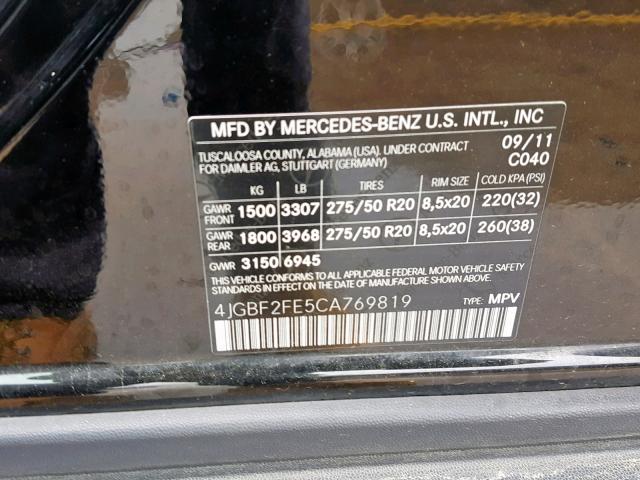 MFD BY MERCEDES-BENZ U.S. INTL., INC
TUSCALOOSA COUNTY, ALABAMA (USA). UNDER CONTRACT 09/11
FOR DAIMLER AG, STUTTGART (GERMANY) C040
KG LB TIRES RIM SIZE COLD KPA(PSI)
GAWR FRONT 1500 3307 275/50 R20 8,5x20 220(32)
GAWR REAR 1800 3968 275/50 R20 8,5x20 260(38)
GVWR 3150 6945
THIS VEHICLE CONFORMS TO ALL APPLICABLE FEDERAL MOTOR VEHICLE SAFETY
STANDARDS IN EFFECT ON THE DATE OF MANUFACTURE SHOWN ABOVE.
4JGBF2FE5CA769819 TYPE: MPV